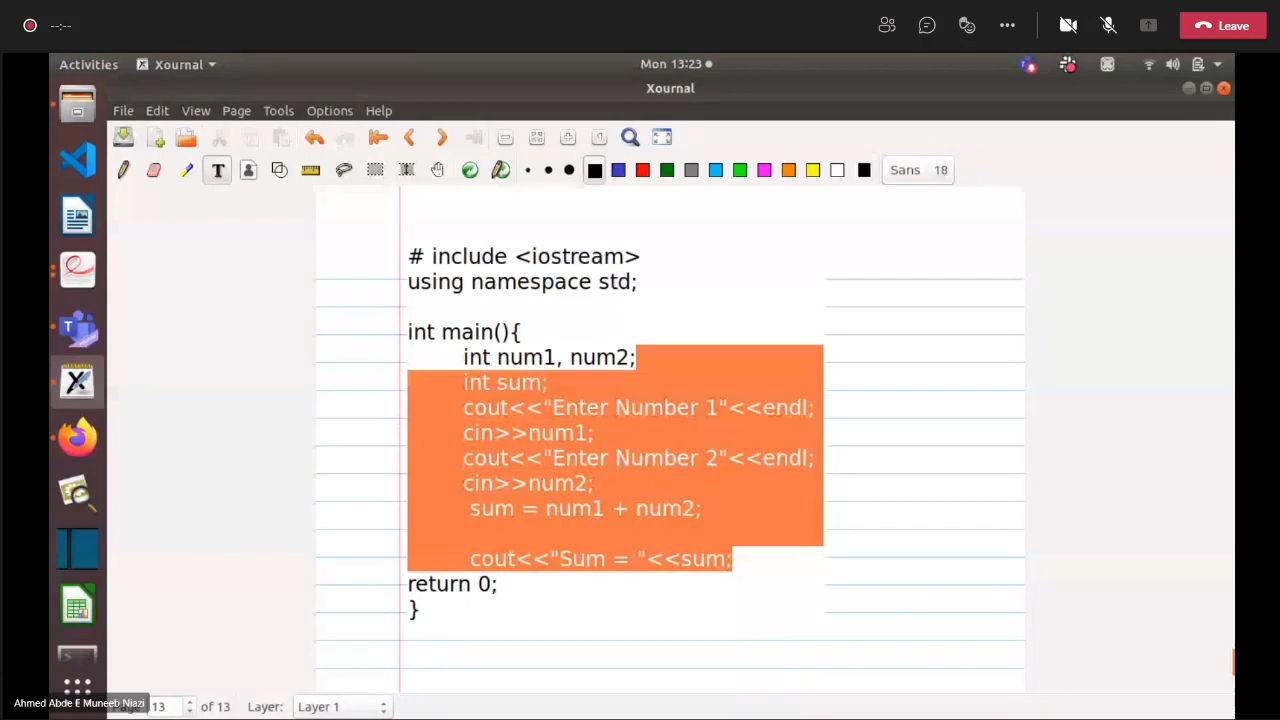 --:--
Leave
Activities Xournal Mon 13:23
Xournal
File Edit View Page Tools Options Help
T Sans 18
# include <iostream>
using namespace std;
int main(){
int num1, num2;
int sum;
cout<<"Enter Number 1"<<endl;
cin>>num1;
cout<<"Enter Number 2"<<endl;
cin>>num2;
sum = num1 + num2;
cout<<"Sum = "<<sum;
return 0;
}
Ahmed Abde E Muneeb Niazi
13 of 13 Layer: Layer 1